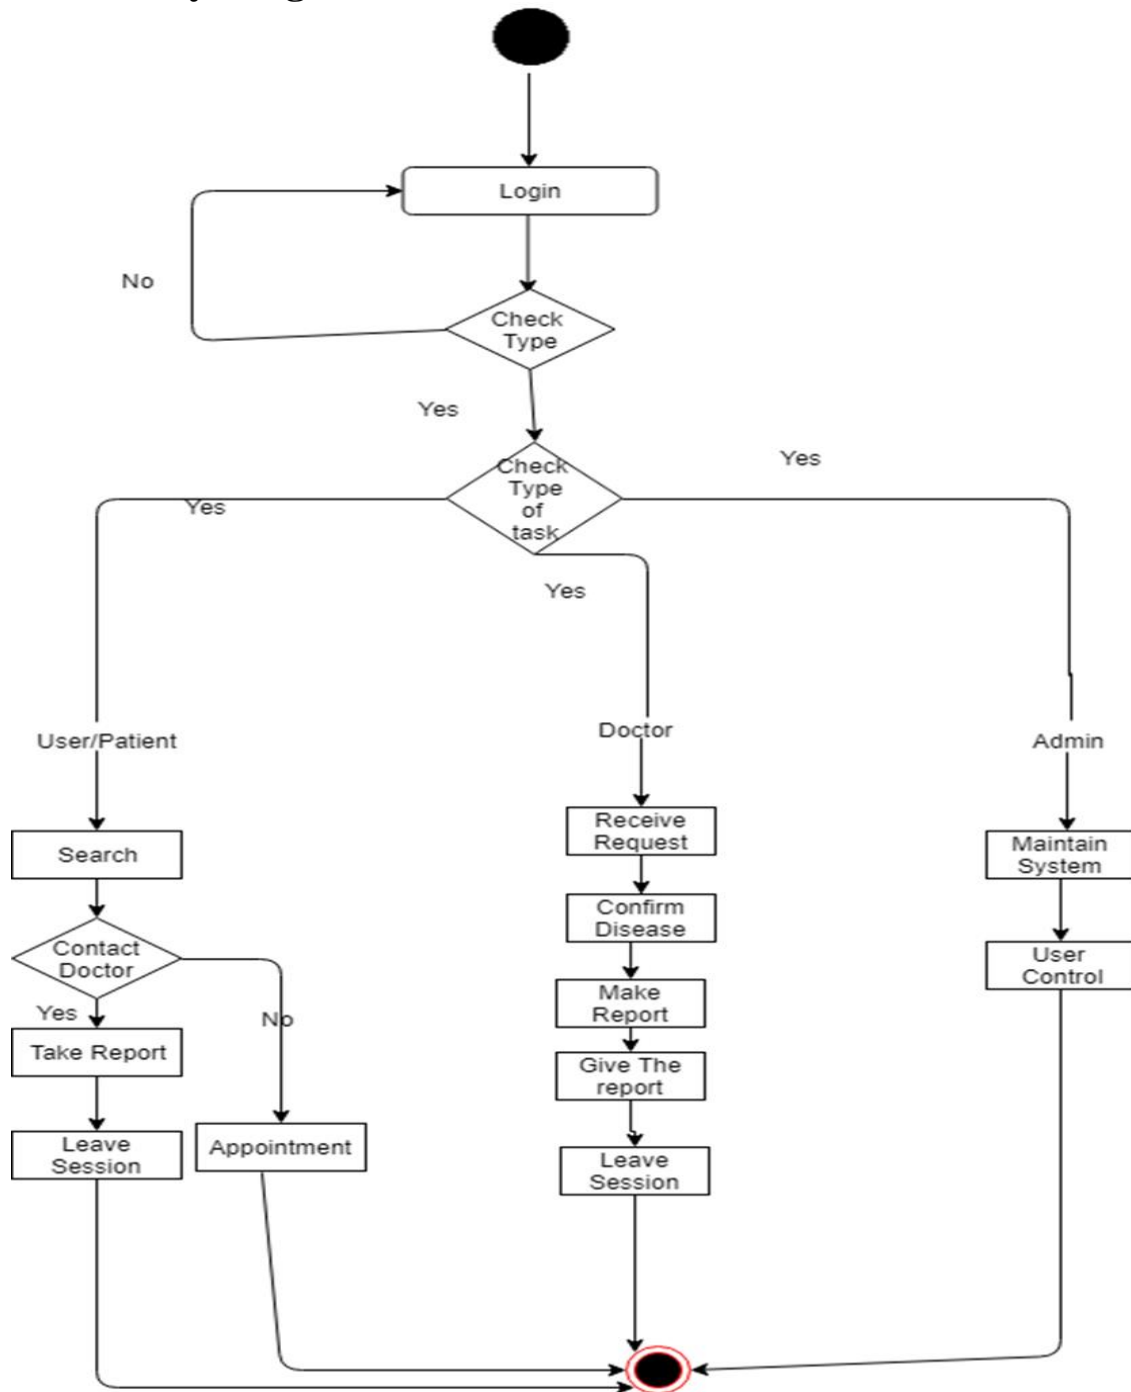 Login
No
Check
Type
Yes
Yes
Check
Type
of
task
Yes
Yes
User/Patient
Doctor
Admin
Search
Receive
Request
Maintain
System
Contact
Doctor
Confirm
Disease
User
Control
Yes
No
Make
Report
Take Report
Give The
report
Leave
Session
Appointment
Leave
Session